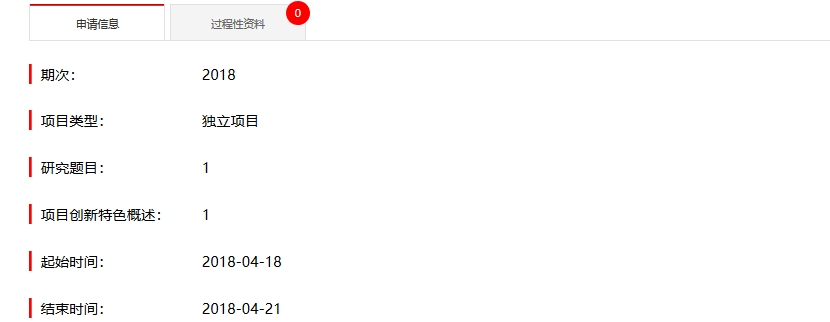 申请信息 过程性资料 0
期次： 2018
项目类型： 独立项目
研究题目： 1
项目创新特色概述： 1
起始时间： 2018-04-18
结束时间： 2018-04-21